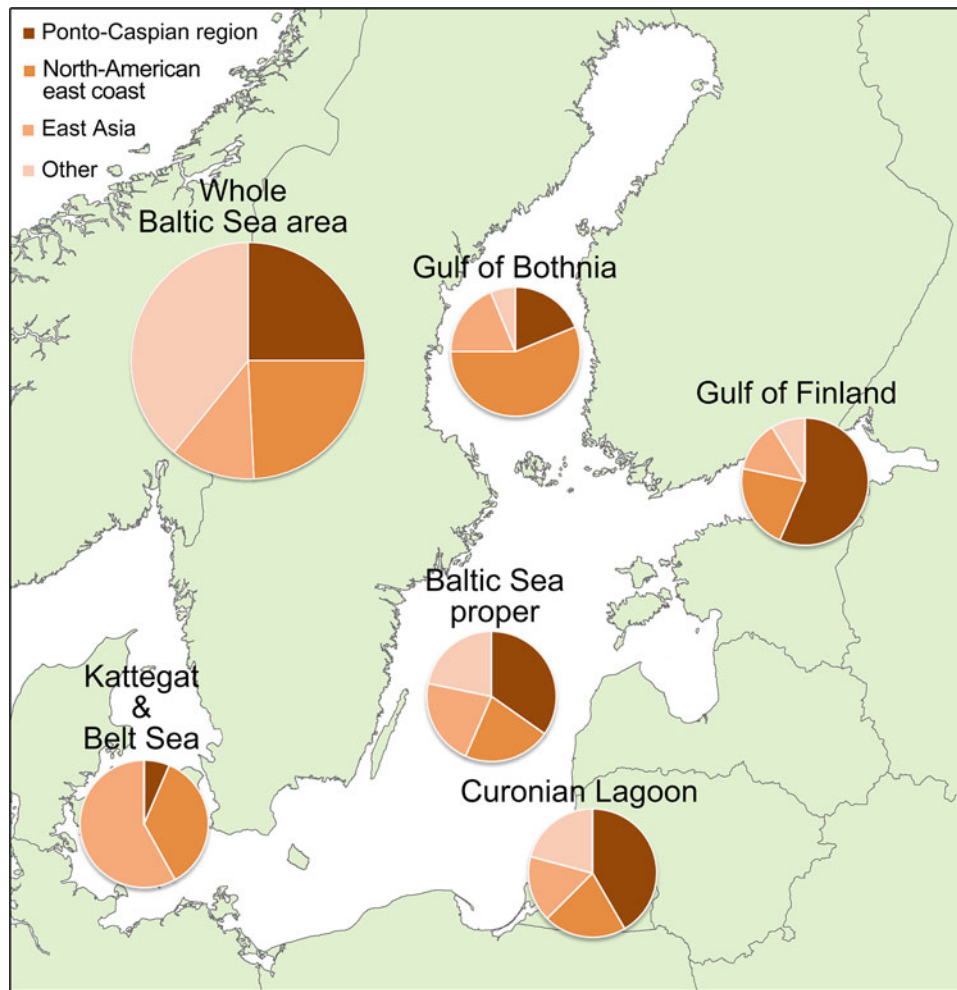 Ponto-Caspian region
North-American
east coast
East Asia
Other
Whole
Baltic Sea area
Gulf of Bothnia
Gulf of Finland
Baltic Sea
proper
Kattegat
&
Belt Sea
Curonian Lagoon